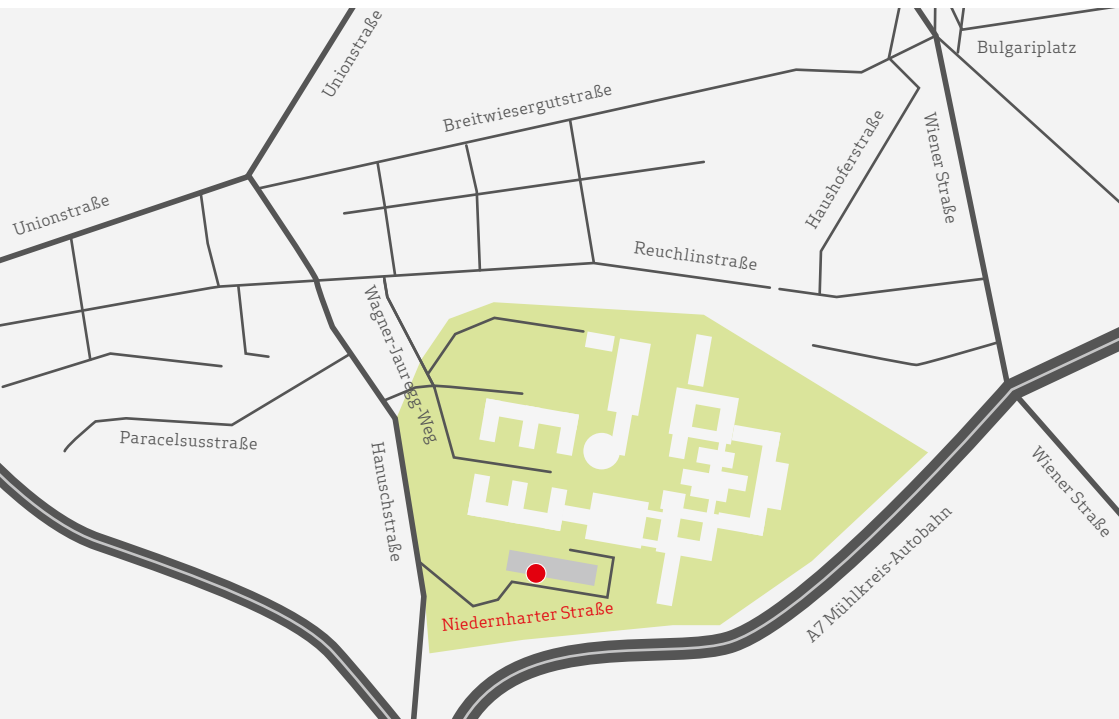 Unionstraße
Bulgariplatz
Breitwiesergutstraße
Haushoferstraße
Wiener Straße
Unionstraße
Reuchlinstraße
Wagner-Jauregg-Weg
Paracelsusstraße
Hanuschstraße
Wiener Straße
A7 Mühlkreis-Autobahn
Niedernharter Straße